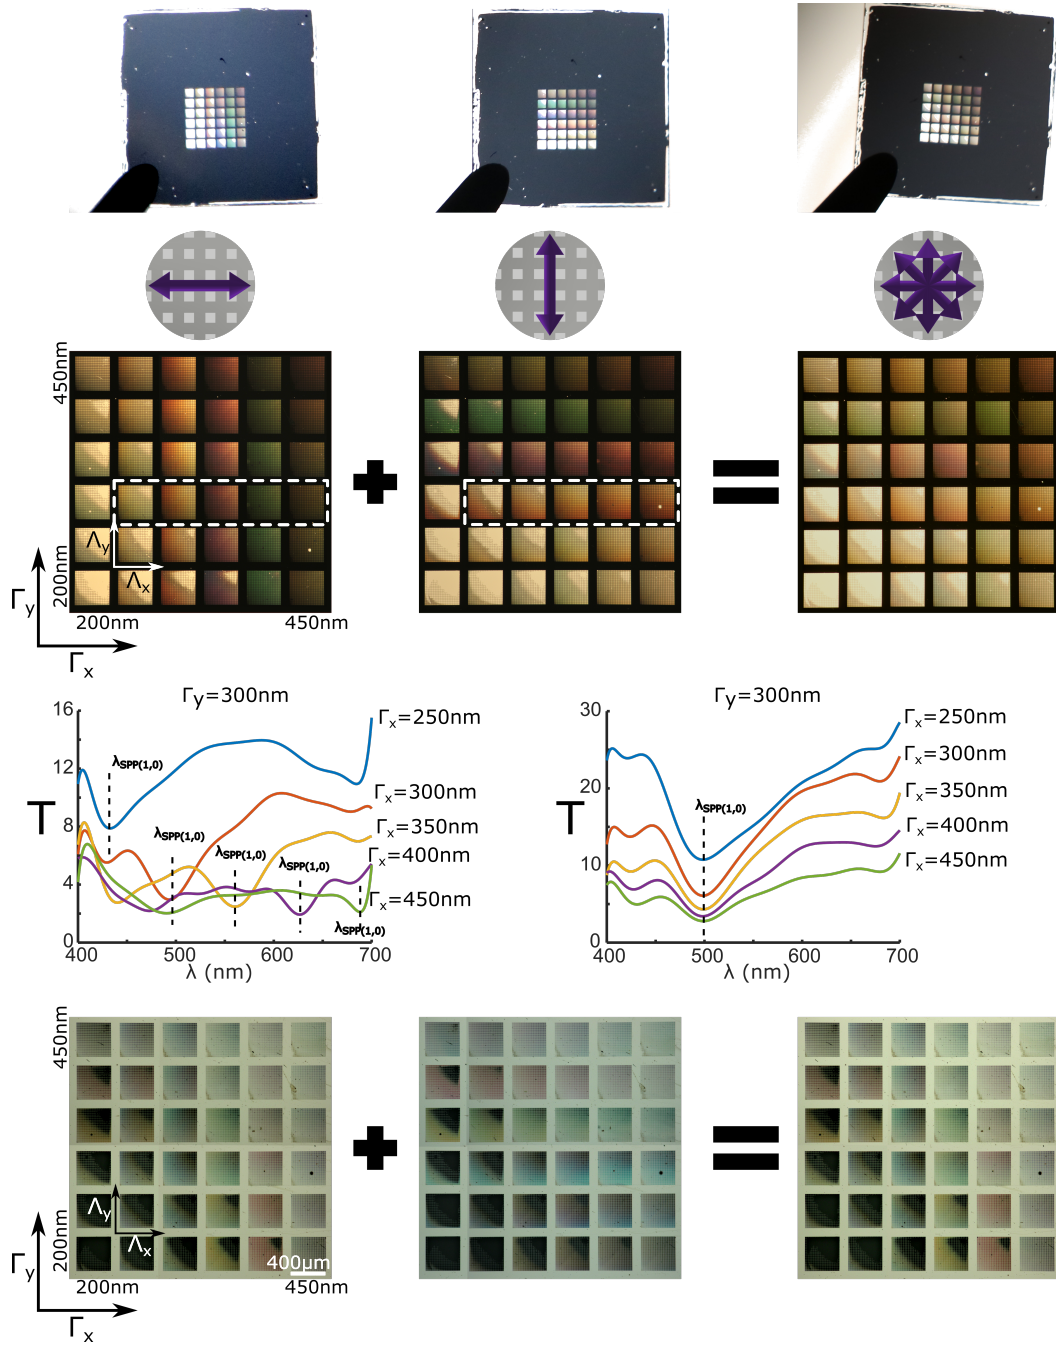 450nm
200nm
Γy
Λy
Λx
200nm
450nm
Γx
Γy=300nm
16
12
8
4
0
T
λSPP(1,0)
λSPP(1,0)
λSPP(1,0)
λSPP(1,0)
λSPP(1,0)
Γx=250nm
Γx=300nm
Γx=350nm
Γx=400nm
Γx=450nm
400
500
600
700
λ (nm)
Γy=300nm
30
20
10
0
T
λSPP(1,0)
Γx=250nm
Γx=300nm
Γx=350nm
Γx=400nm
Γx=450nm
400
500
600
700
λ (nm)
450nm
200nm
Γy
Λy
Λx
400μm
200nm
450nm
Γx